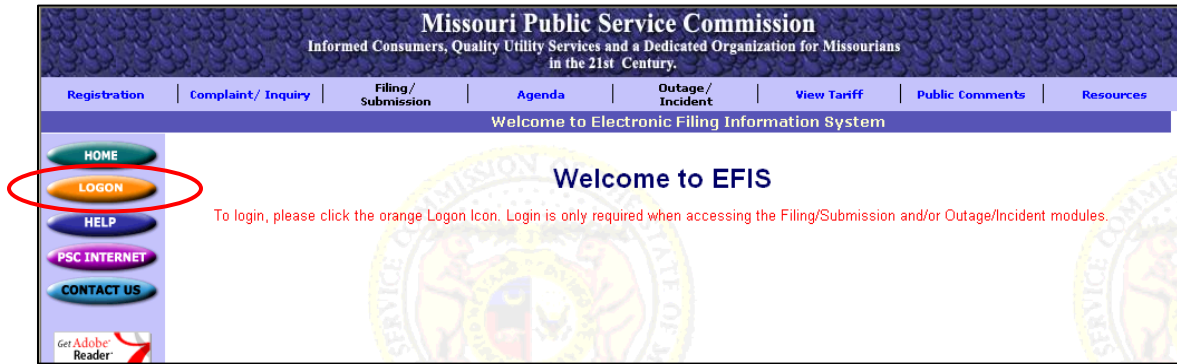 Missouri Public Service Commission
Informed Consumers, Quality Utility Services and a Dedicated Organization for Missourians
in the 21st Century.
Registration | Complaint/ Inquiry | Filing/ Submission | Agenda | Outage/ Incident | View Tariff | Public Comments | Resources
Welcome to Electronic Filing Information System
HOME
LOGON
HELP
PSC INTERNET
CONTACT US
Get Adobe
Reader
Welcome to EFIS
To login, please click the orange Logon Icon. Login is only required when accessing the Filing/Submission and/or Outage/Incident modules.